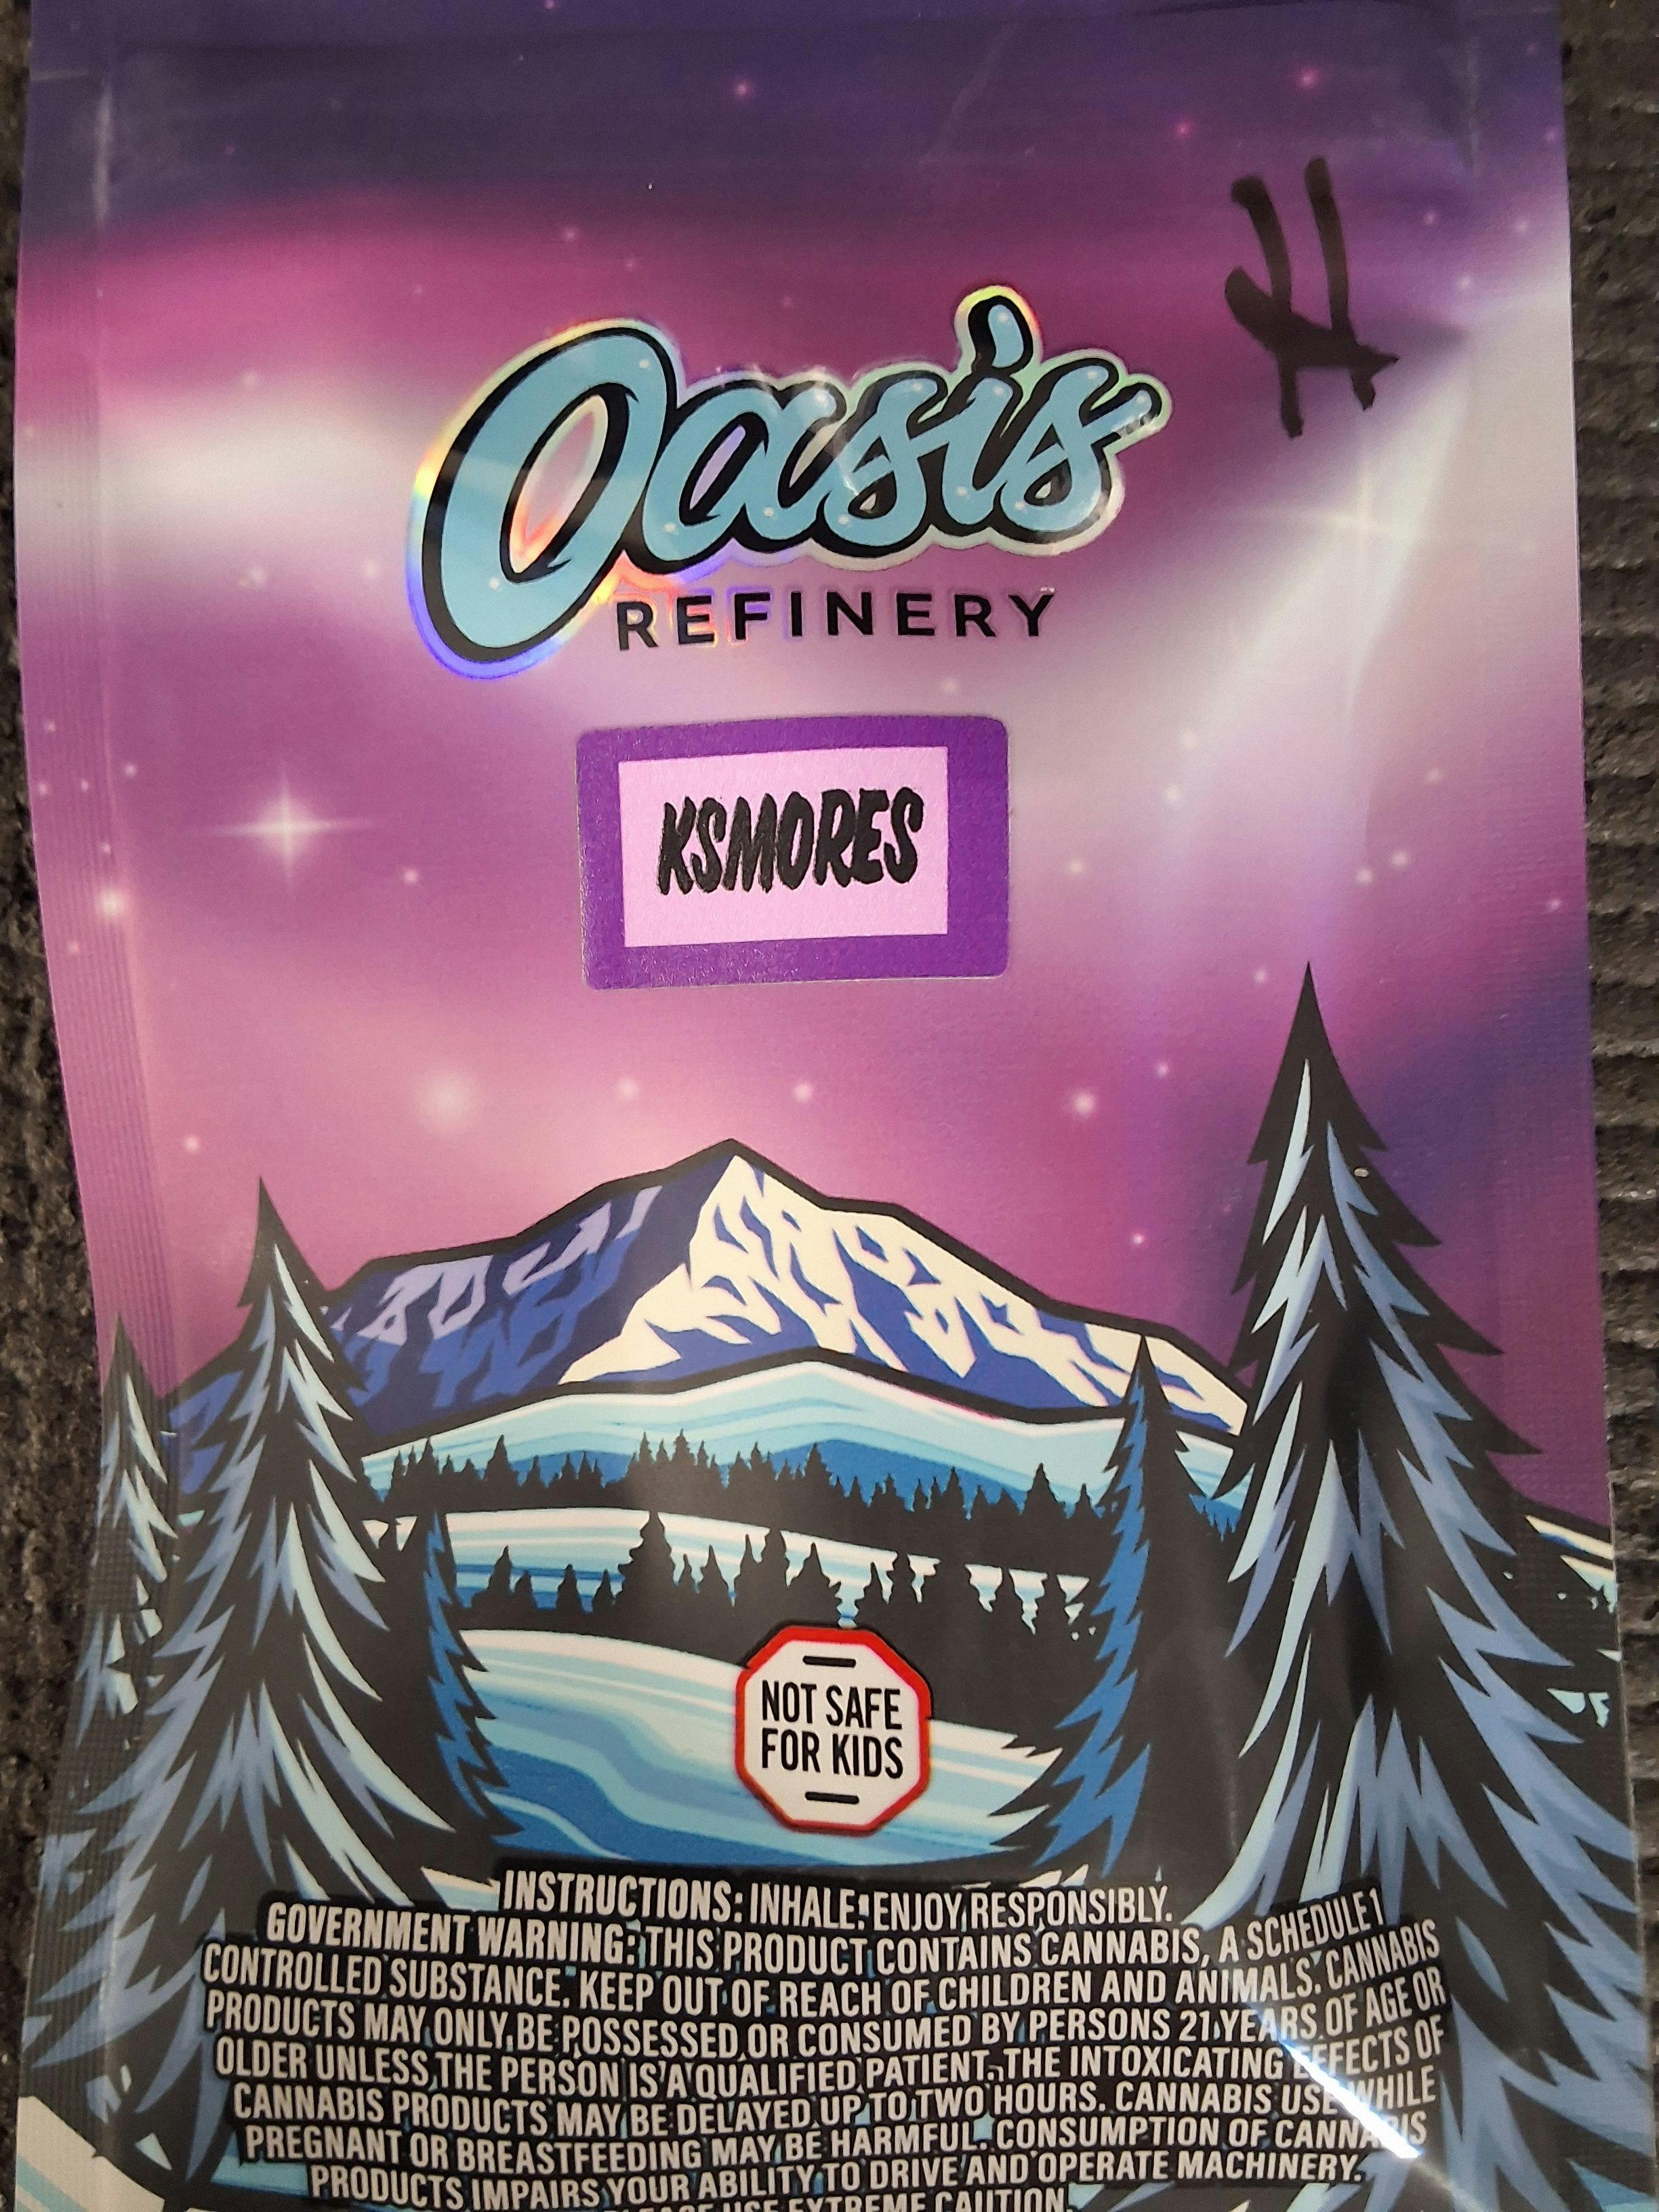 H
Oasis
REFINERY
KSMORES
NOT SAFE
FOR KIDS
INSTRUCTIONS: INHALE. ENJOY RESPONSIBLY.
GOVERNMENT WARNING: THIS PRODUCT CONTAINS CANNABIS, A SCHEDULE 1
CONTROLLED SUBSTANCE. KEEP OUT OF REACH OF CHILDREN AND ANIMALS. CANNABIS
PRODUCTS MAY ONLY BE POSSESSED OR CONSUMED BY PERSONS 21 YEARS OF AGE OR
OLDER UNLESS THE PERSON IS A QUALIFIED PATIENT. THE INTOXICATING EFFECTS OF
CANNABIS PRODUCTS MAY BE DELAYED UP TO TWO HOURS. CANNABIS USE WHILE
PREGNANT OR BREASTFEEDING MAY BE HARMFUL. CONSUMPTION OF CANNABIS
PRODUCTS IMPAIRS YOUR ABILITY TO DRIVE AND OPERATE MACHINERY.
USE EXTREME CAUTION.